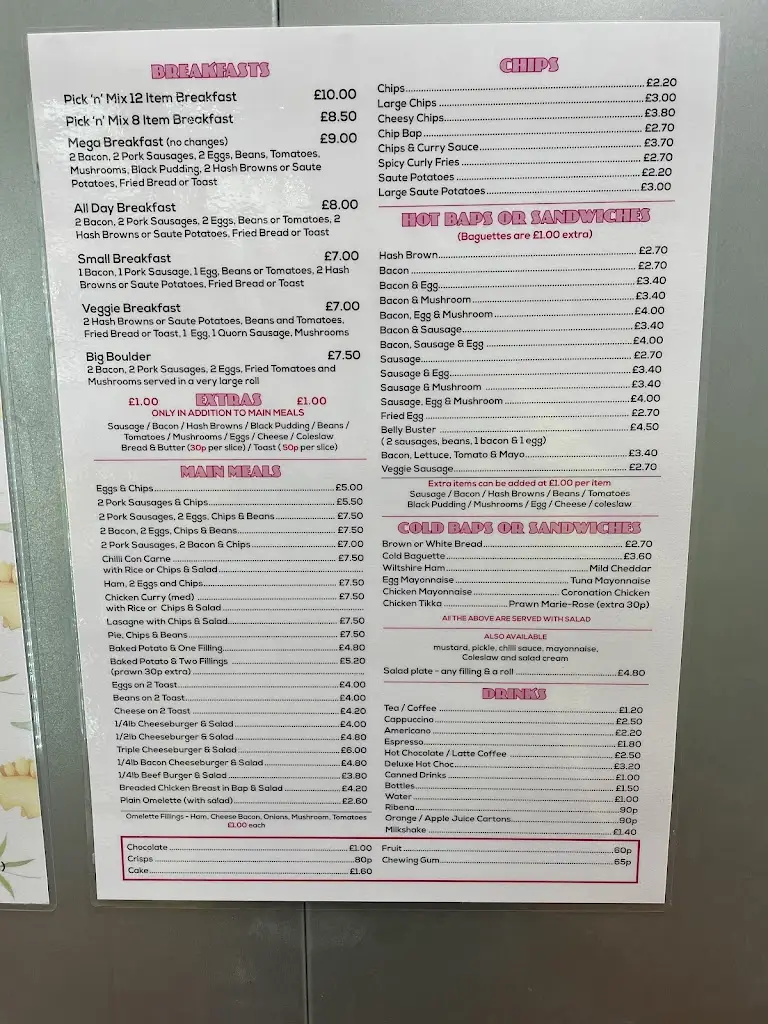 BREAKFASTS
Pick 'n' Mix 12 Item Breakfast £10.00
Pick 'n' Mix 8 Item Breakfast £8.50
Mega Breakfast (no changes) £9.00
2 Bacon, 2 Pork Sausages, 2 Eggs, Beans, Tomatoes,
Mushrooms, Black Pudding, 2 Hash Browns or Saute
Potatoes, Fried Bread or Toast
All Day Breakfast £8.00
2 Bacon, 2 Pork Sausages, 2 Eggs, Beans or Tomatoes, 2
Hash Browns or Saute Potatoes, Fried Bread or Toast
Small Breakfast £7.00
1 Bacon, 1 Pork Sausage, 1 Egg, Beans or Tomatoes, 2 Hash
Browns or Saute Potatoes, Fried Bread or Toast
Veggie Breakfast £7.00
2 Hash Browns or Saute Potatoes, Beans and Tomatoes,
Fried Bread or Toast, 1 Egg, 1 Quorn Sausage, Mushrooms
Big Boulder £7.50
2 Bacon, 2 Pork Sausages, 2 Eggs, Fried Tomatoes and
Mushrooms served in a very large roll
£1.00 EXTRAS £1.00
ONLY IN ADDITION TO MAIN MEALS
Sausage / Bacon / Hash Browns / Black Pudding / Beans /
Tomatoes / Mushrooms / Eggs / Cheese / Coleslaw
Bread & Butter (30p per slice) / Toast ( 50p per slice)
MAIN MEALS
Eggs & Chips £5.00
2 Pork Sausages & Chips £5.50
2 Pork Sausages, 2 Eggs, Chips & Beans £7.50
2 Bacon, 2 Eggs, Chips & Beans £7.50
2 Pork Sausages, 2 Bacon & Chips £7.00
Chilli Con Carne £7.50
with Rice or Chips & Salad
Ham, 2 Eggs and Chips £7.50
Chicken Curry (med) £7.50
with Rice or Chips & Salad
Lasagne with Chips & Salad £7.50
Pie, Chips & Beans £7.50
Baked Potato & One Filling £4.80
Baked Potato & Two Fillings £5.20
(prawn 30p extra)
Eggs on 2 Toast £4.00
Beans on 2 Toast £4.00
Cheese on 2 Toast £4.20
1/4lb Cheeseburger & Salad £4.00
1/2lb Cheeseburger & Salad £4.80
Triple Cheeseburger & Salad £6.00
1/4lb Bacon Cheeseburger & Salad £4.80
1/4lb Beef Burger & Salad £3.80
Breaded Chicken Breast in Bap & Salad £4.20
Plain Omelette (with salad) £2.60
Omelette Fillings - Ham, Cheese Bacon, Onions, Mushroom, Tomatoes
£1.00 each
CHIPS
Chips £2.20
Large Chips £3.00
Cheesy Chips £3.80
Chip Bap £2.70
Chips & Curry Sauce £3.70
Spicy Curly Fries £2.70
Saute Potatoes £2.20
Large Saute Potatoes £3.00
HOT BAPS OR SANDWICHES
(Baguettes are £1.00 extra)
Hash Brown £2.70
Bacon £2.70
Bacon & Egg £3.40
Bacon & Mushroom £3.40
Bacon, Egg & Mushroom £4.00
Bacon & Sausage £3.40
Bacon, Sausage & Egg £4.00
Sausage £2.70
Sausage & Egg £3.40
Sausage & Mushroom £3.40
Sausage, Egg & Mushroom £4.00
Fried Egg £2.70
Belly Buster £4.50
( 2 sausages, beans, 1 bacon & 1 egg)
Bacon, Lettuce, Tomato & Mayo £3.40
Veggie Sausage £2.70
Extra items can be added at £1.00 per item
Sausage / Bacon / Hash Browns / Beans / Tomatoes
Black Pudding / Mushrooms / Egg / Cheese / coleslaw
COLD BAPS OR SANDWICHES
Brown or White Bread £2.70
Cold Baguette £3.60
Wiltshire Ham Mild Cheddar
Egg Mayonnaise Tuna Mayonnaise
Chicken Mayonnaise Coronation Chicken
Chicken Tikka Prawn Marie-Rose (extra 30p)
All THE ABOVE ARE SERVED WITH SALAD
ALSO AVAILABLE
mustard, pickle, chilli sauce, mayonnaise,
Coleslaw and salad cream
Salad plate - any filling & a roll £4.80
DRINKS
Tea / Coffee £1.20
Cappuccino £2.50
Americano £2.20
Espresso £1.80
Hot Chocolate / Latte Coffee £2.50
Deluxe Hot Choc £3.20
Canned Drinks £1.00
Bottles £1.50
Water £1.00
Ribena 90p
Orange / Apple Juice Cartons 90p
Milkshake £1.40
Chocolate £1.00
Crisps 80p
Cake £1.60
Fruit 60p
Chewing Gum 65p